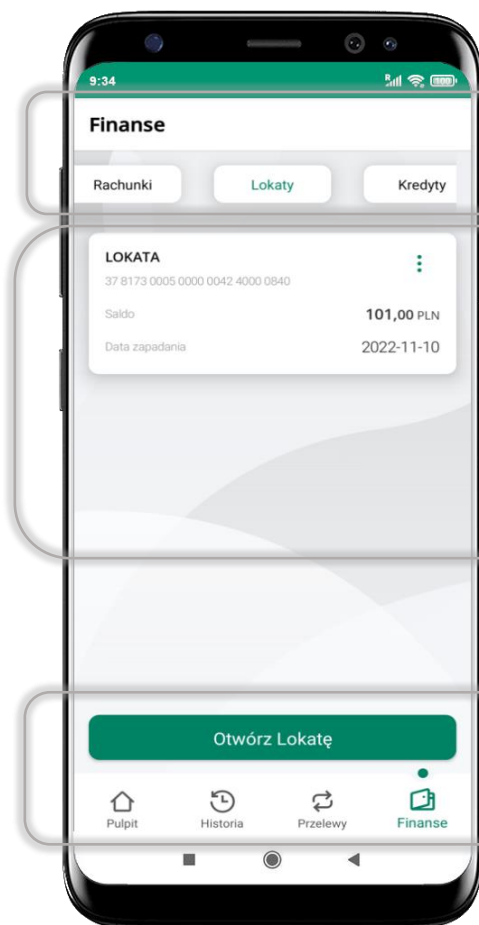 9:34
Finanse
Rachunki Lokaty Kredyty
LOKATA
37 8173 0005 0000 0042 4000 0840
Saldo 101,00 PLN
Data zapadania 2022-11-10
Otwórz Lokatę
Pulpit Historia Przelewy Finanse